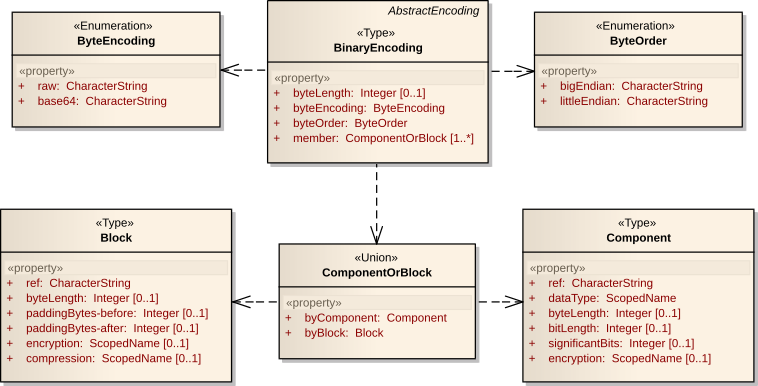 «Enumeration»
ByteEncoding
«property»
+ raw: CharacterString
+ base64: CharacterString
AbstractEncoding
«Type»
BinaryEncoding
«property»
+ byteLength: Integer [0..1]
+ byteEncoding: ByteEncoding
+ byteOrder: ByteOrder
+ member: ComponentOrBlock [1..*]
«Enumeration»
ByteOrder
«property»
+ bigEndian: CharacterString
+ littleEndian: CharacterString
«Type»
Block
«property»
+ ref: CharacterString
+ byteLength: Integer [0..1]
+ paddingBytes-before: Integer [0..1]
+ paddingBytes-after: Integer [0..1]
+ encryption: ScopedName [0..1]
+ compression: ScopedName [0..1]
«Union»
ComponentOrBlock
«property»
+ byComponent: Component
+ byBlock: Block
«Type»
Component
«property»
+ ref: CharacterString
+ dataType: ScopedName
+ byteLength: Integer [0..1]
+ bitLength: Integer [0..1]
+ significantBits: Integer [0..1]
+ encryption: ScopedName [0..1]